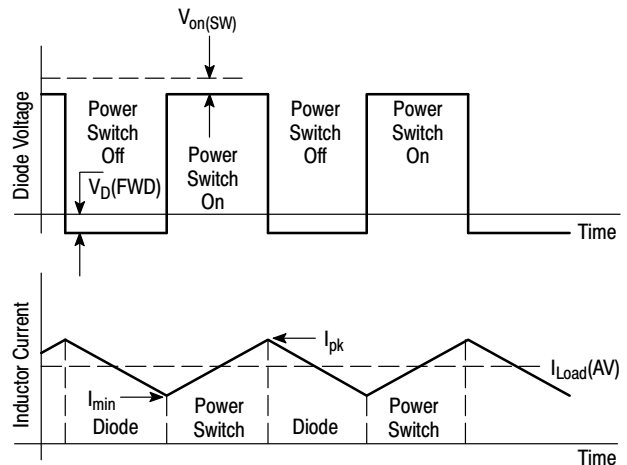 Von(SW)
Diode Voltage
Power
Switch
Off
Power
Switch
On
Power
Switch
Off
Power
Switch
On
VD(FWD)
Time
Inductor Current
Ipk
ILoad(AV)
Imin
Diode
Power
Switch
Diode
Power
Switch
Time